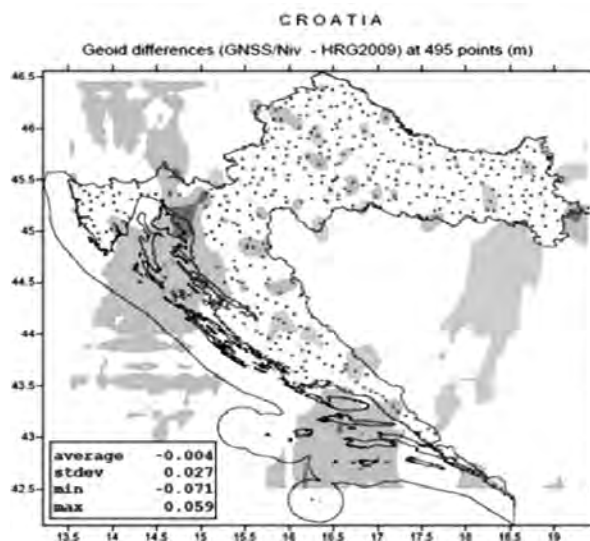 CROATIA
Geoid differences (GNSS/Niv - HRG2009) at 495 points (m)
46.5
46
45.5
45
44.5
44
43.5
43
42.5
average -0.004
stdev 0.027
min -0.071
max 0.059
13.5 14 14.5 15 15.5 16 16.5 17 17.5 18 18.5 19